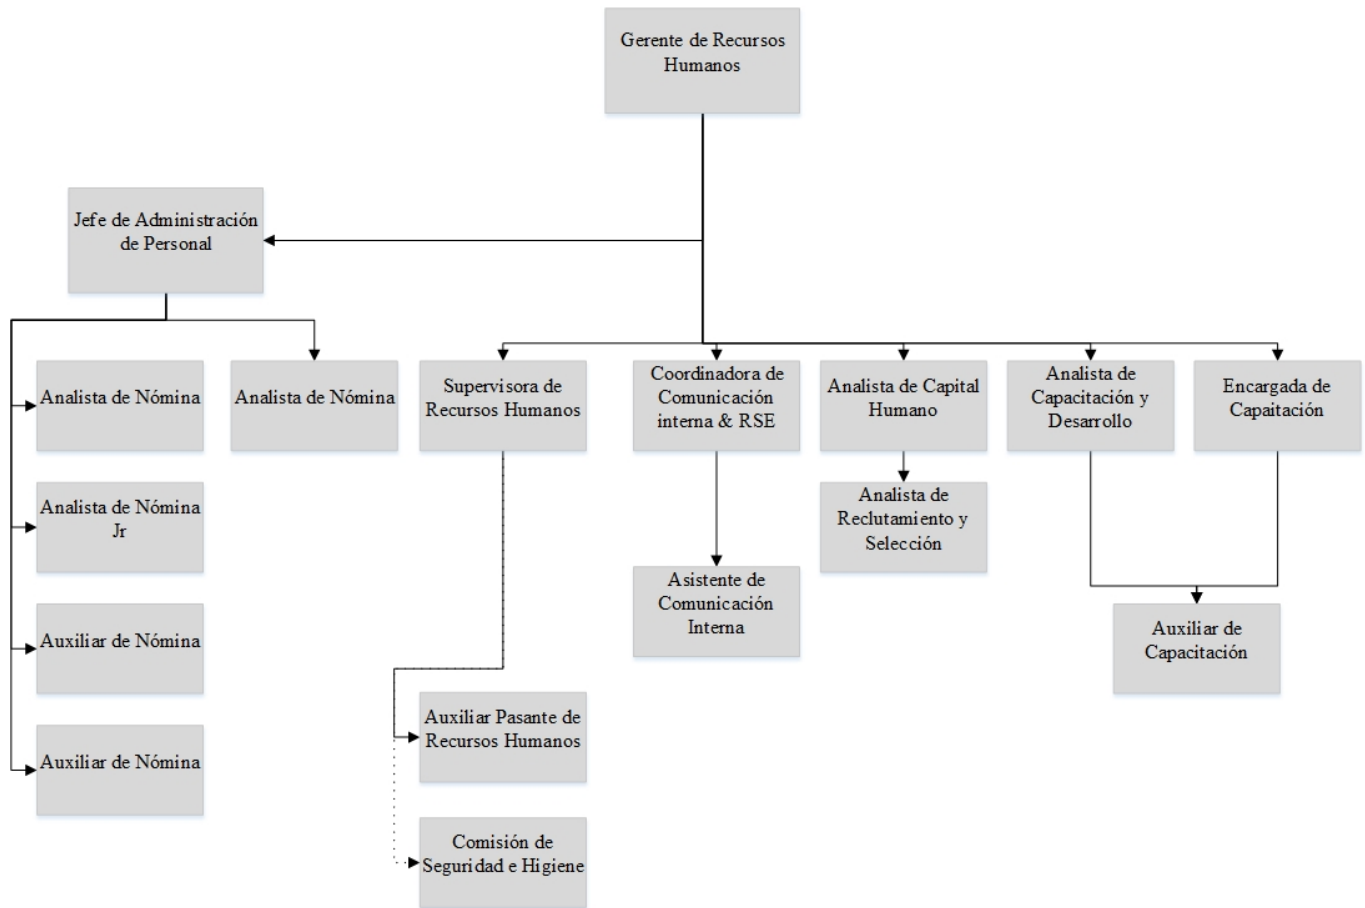 Gerente de Recursos
Humanos
Jefe de Administración
de Personal
Analista de Nómina
Analista de Nómina
Supervisora de
Recursos Humanos
Coordinadora de
Comunicación
interna & RSE
Analista de Capital
Humano
Analista de
Capacitación y
Desarrollo
Encargada de
Capaitación
Analista de Nómina
Jr
Analista de
Reclutamiento y
Selección
Asistente de
Comunicación
Interna
Auxiliar de Nómina
Auxiliar de
Capacitación
Auxiliar Pasante de
Recursos Humanos
Auxiliar de Nómina
Comisión de
Seguridad e Higiene